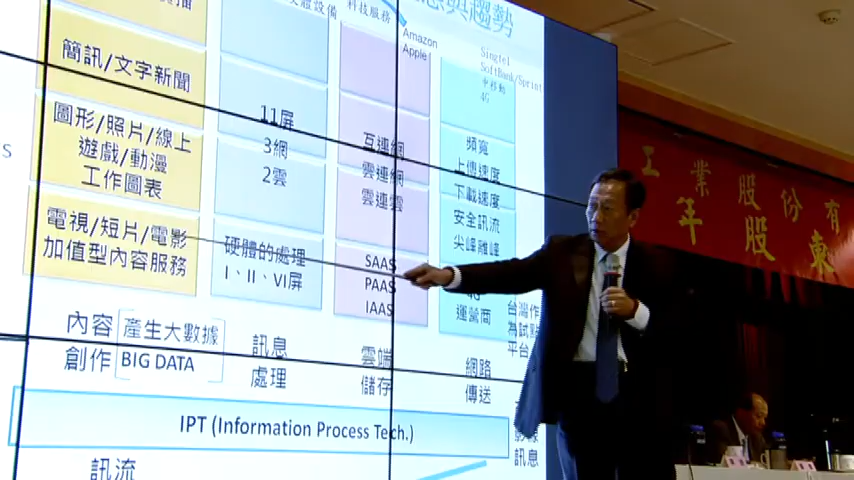 趨勢
科技服務
Amazon
Apple
Singtel
SoftBank/Sprint
中移動
4G
簡訊/文字新聞
圖形/照片/線上
遊戲/動漫
工作圖表
電視/短片/電影
加值型內容服務
11屏
3網
2雲
硬體的處理
I、II、VI屏
互連網
雲連網
雲連雲
SAAS
PAAS
IAAS
頻寬
上傳速度
下載速度
安全訊流
尖峰離峰
4G
運營商
台灣作
為試點
平台
內容
創作
產生大數據
BIG DATA
訊息
處理
雲端
儲存
網路
傳送
IPT (Information Process Tech.)
訊流
訊息
工業股份有
年股東